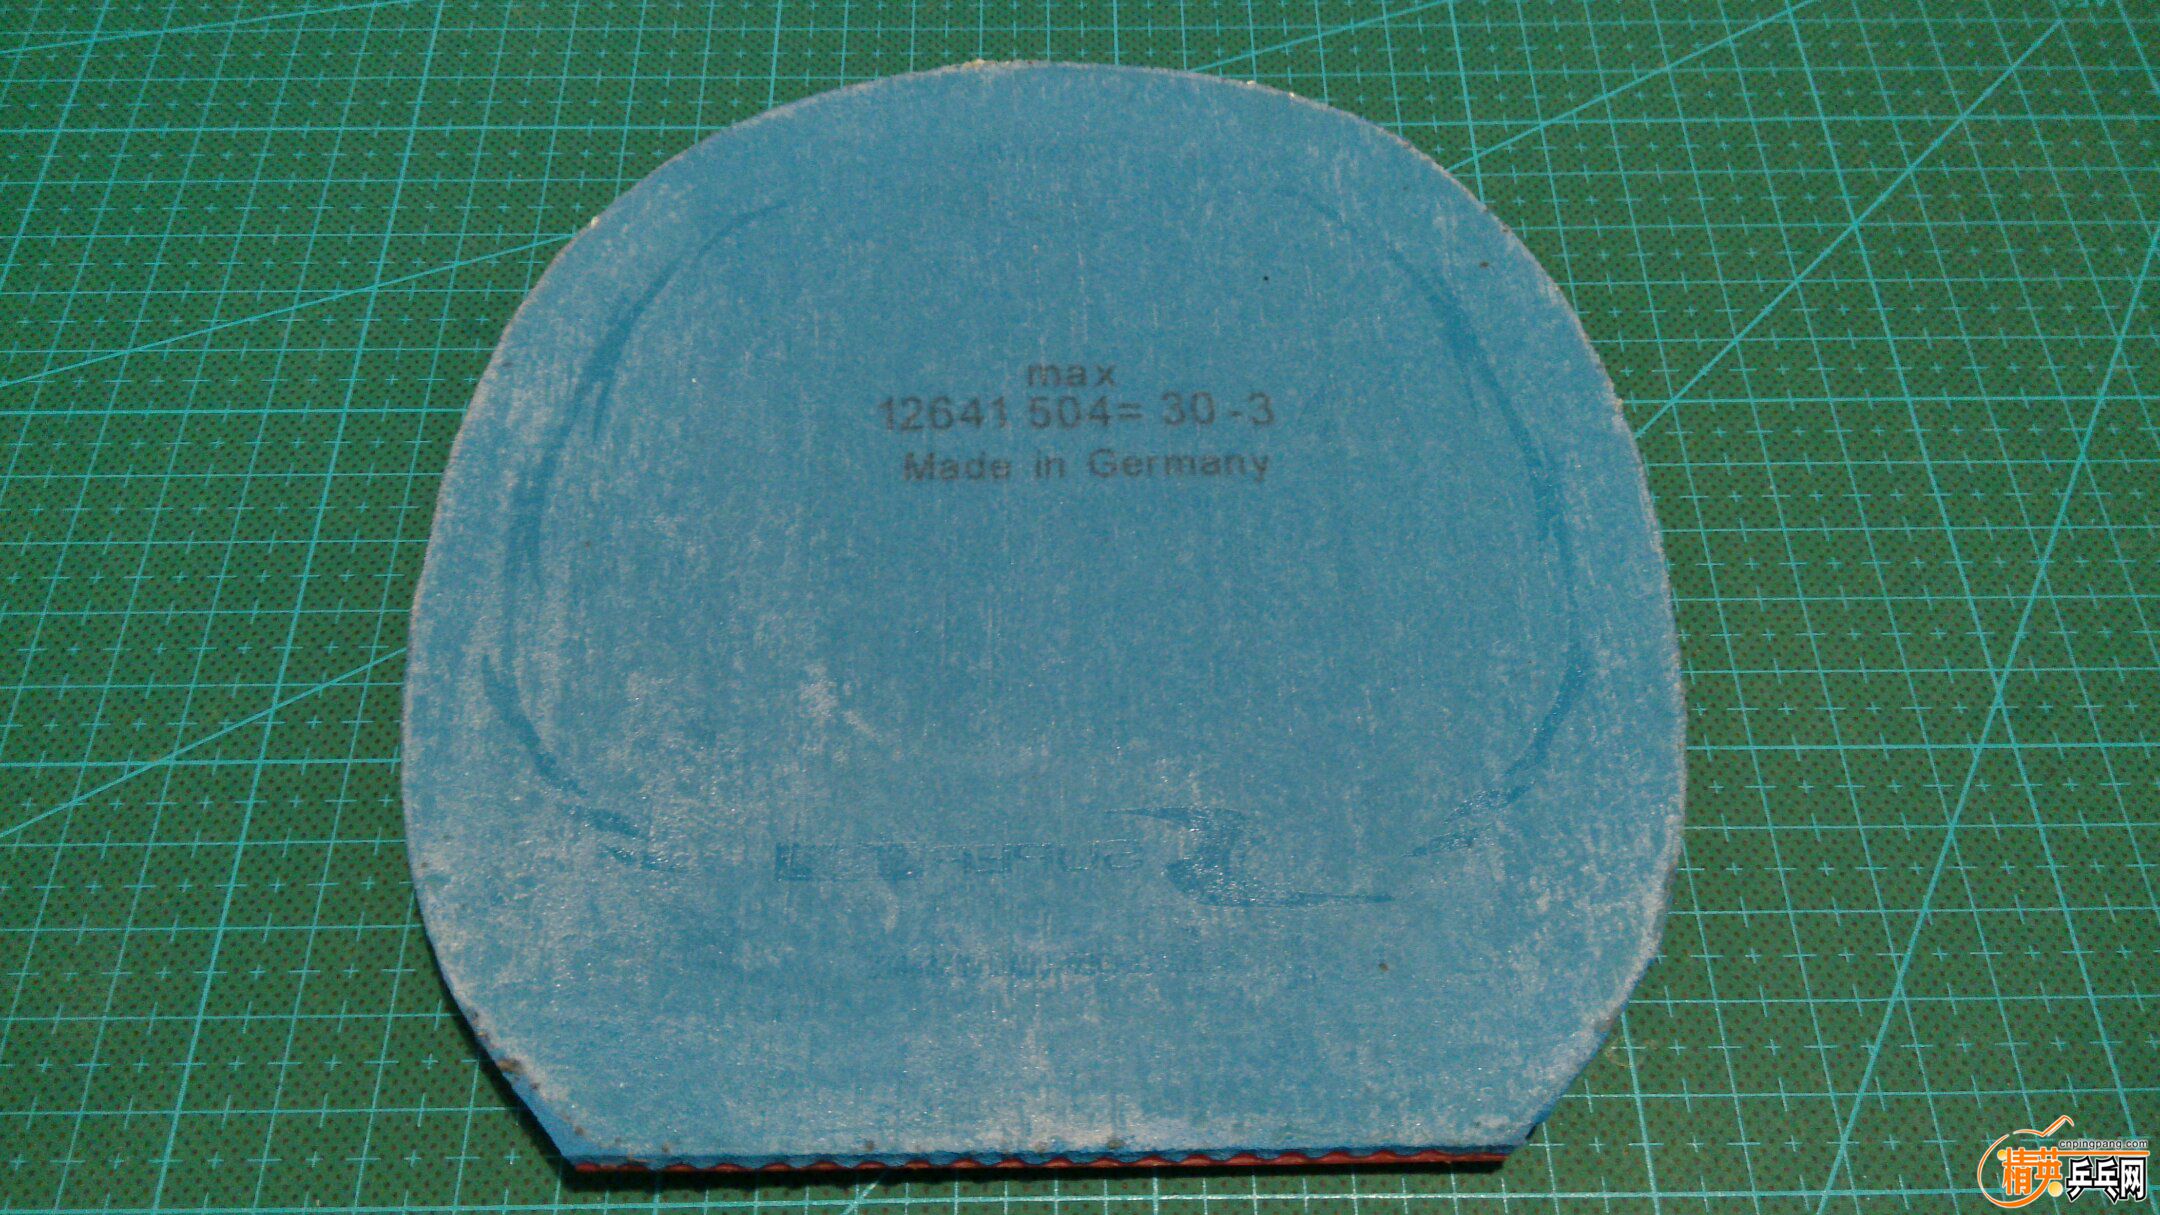 max
12641 504= 30-3
Made in Germany
cnpingpang.com
精英乒乓网